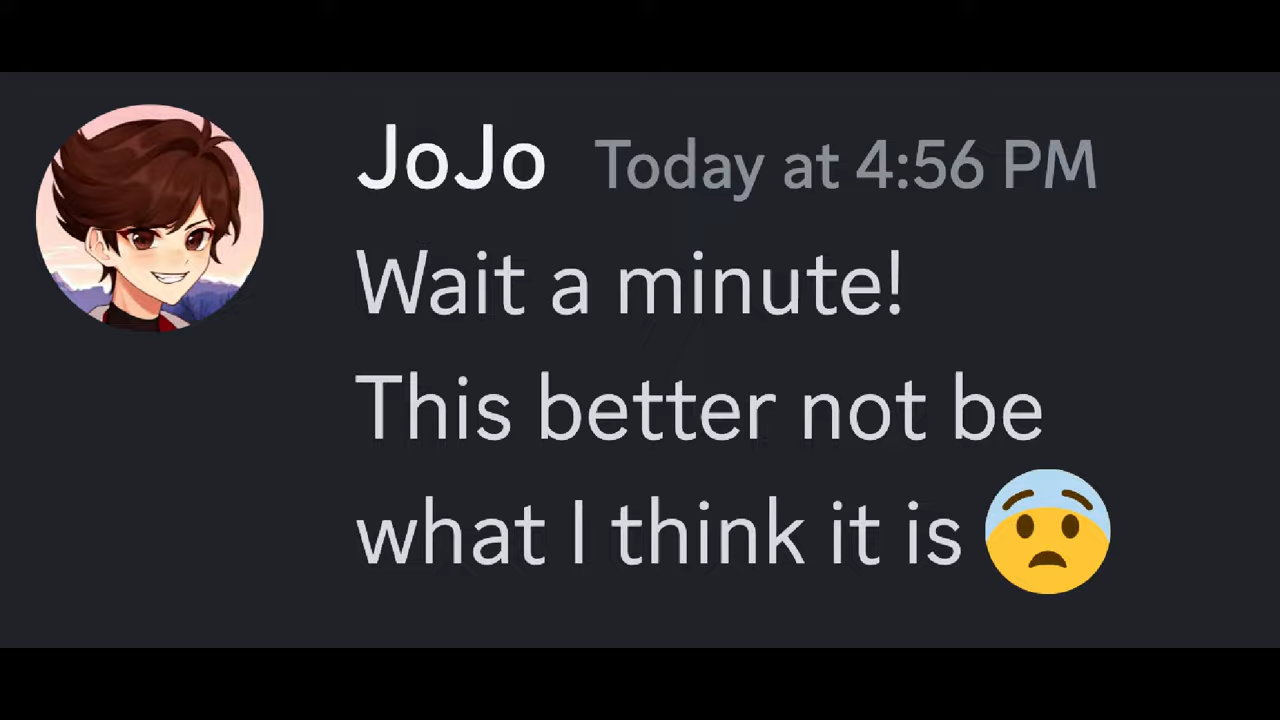 JoJo Today at 4:56 PM
Wait a minute!
This better not be
what I think it is 😨